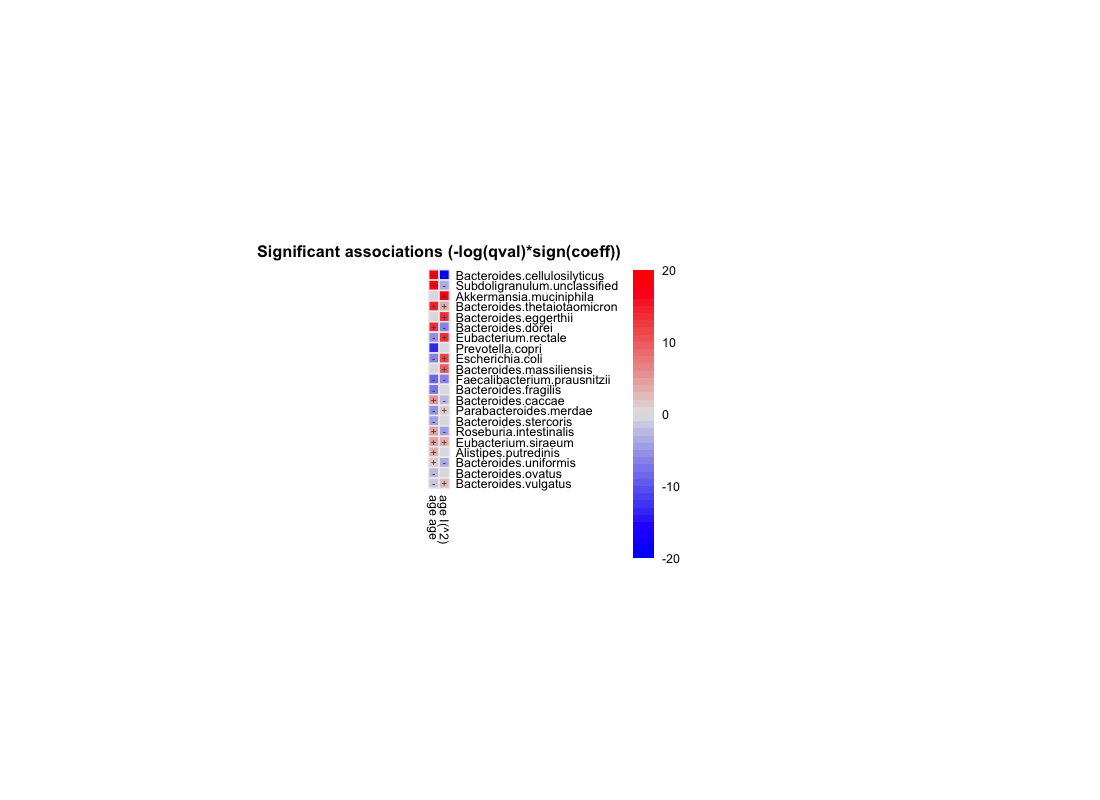 Significant associations (-log(qval)*sign(coeff))
Bacteroides.cellulosilyticus
- Subdoligranulum.unclassified
+ Akkermansia.muciniphila
+ + Bacteroides.thetaiotaomicron
+ Bacteroides.eggerthii
+ - Bacteroides.dorei
- + Eubacterium.rectale
Prevotella.copri
- + Escherichia.coli
+ Bacteroides.massiliensis
- - Faecalibacterium.prausnitzii
- Bacteroides.fragilis
+ - Bacteroides.caccae
- + Parabacteroides.merdae
- Bacteroides.stercoris
+ - Roseburia.intestinalis
+ + Eubacterium.siraeum
+ Alistipes.putredinis
+ - Bacteroides.uniformis
- Bacteroides.ovatus
- + Bacteroides.vulgatus
age age
age I(^2)
20
10
0
-10
-20